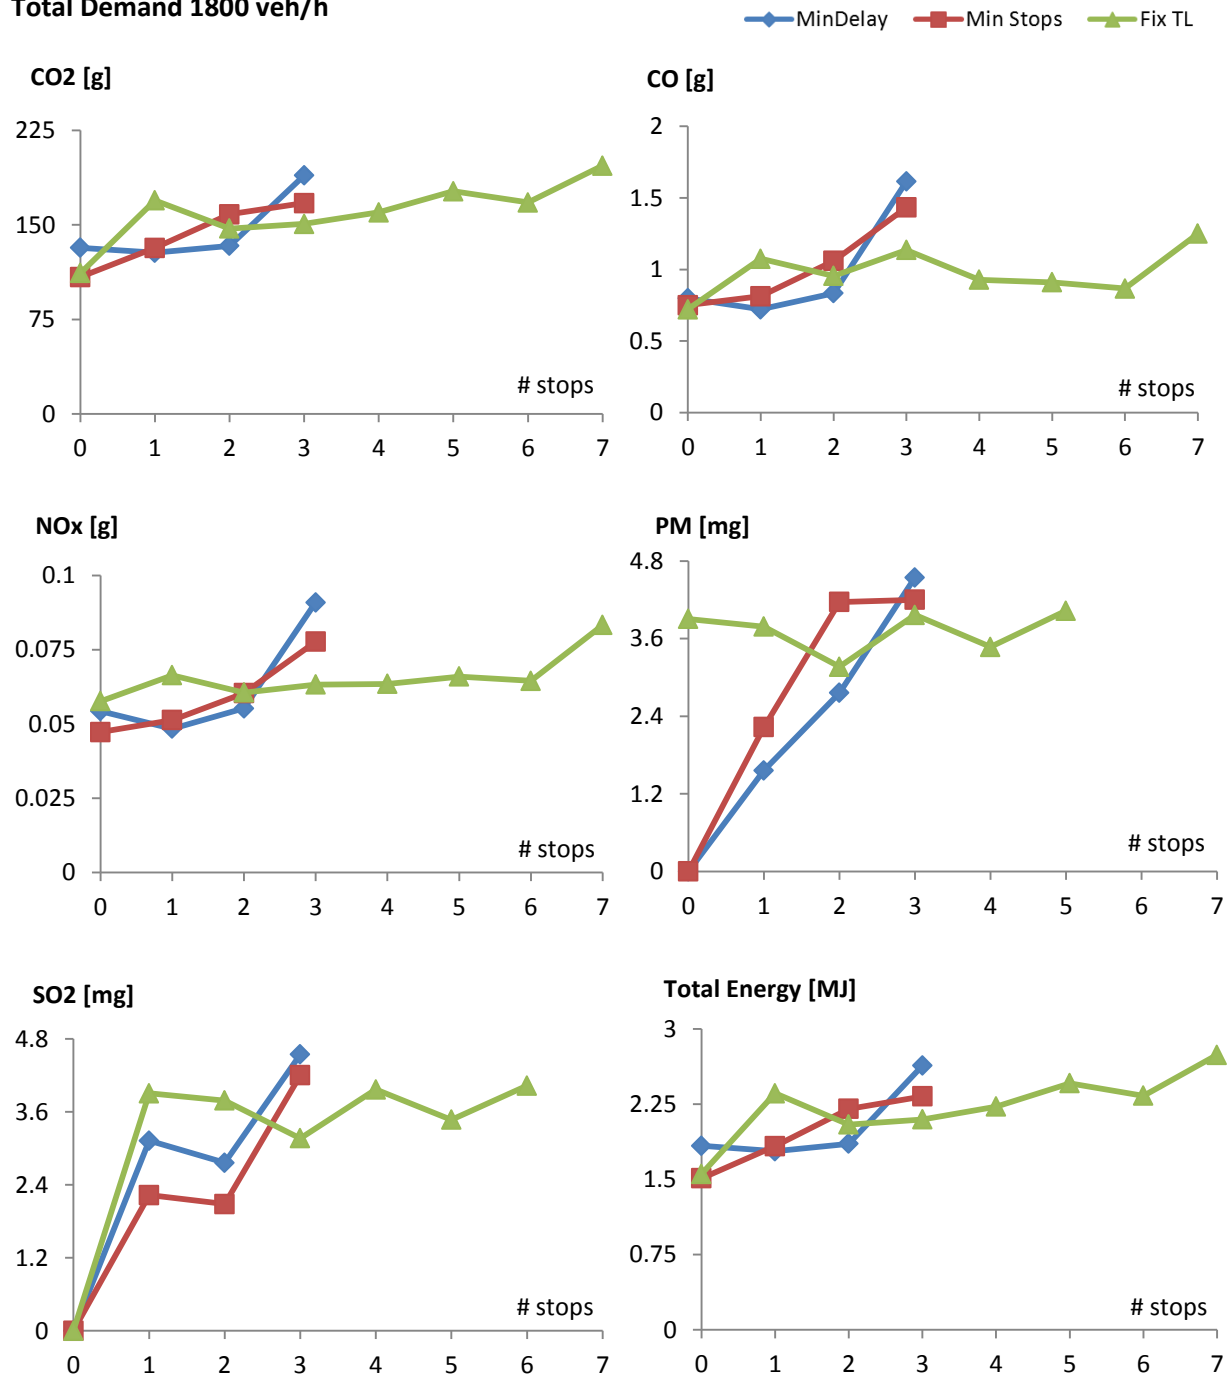 Total Demand 1800 veh/h
MinDelay Min Stops Fix TL
CO2 [g]
225
150
75
0
# stops
0 1 2 3 4 5 6 7
CO [g]
2
1.5
1
0.5
0
# stops
0 1 2 3 4 5 6 7
NOx [g]
0.1
0.075
0.05
0.025
0
# stops
0 1 2 3 4 5 6 7
PM [mg]
4.8
3.6
2.4
1.2
0
# stops
0 1 2 3 4 5 6 7
SO2 [mg]
4.8
3.6
2.4
1.2
0
# stops
0 1 2 3 4 5 6 7
Total Energy [MJ]
3
2.25
1.5
0.75
0
# stops
0 1 2 3 4 5 6 7